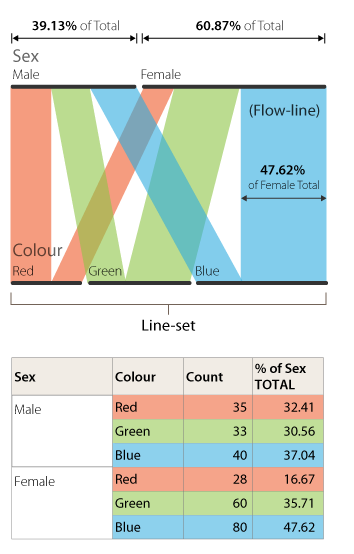 39.13% of Total 60.87% of Total
Sex
Male Female
(Flow-line)
47.62%
of Female Total
Colour
Red Green Blue
Line-set
Sex Colour Count % of Sex
TOTAL
Male Red 35 32.41
Green 33 30.56
Blue 40 37.04
Female Red 28 16.67
Green 60 35.71
Blue 80 47.62